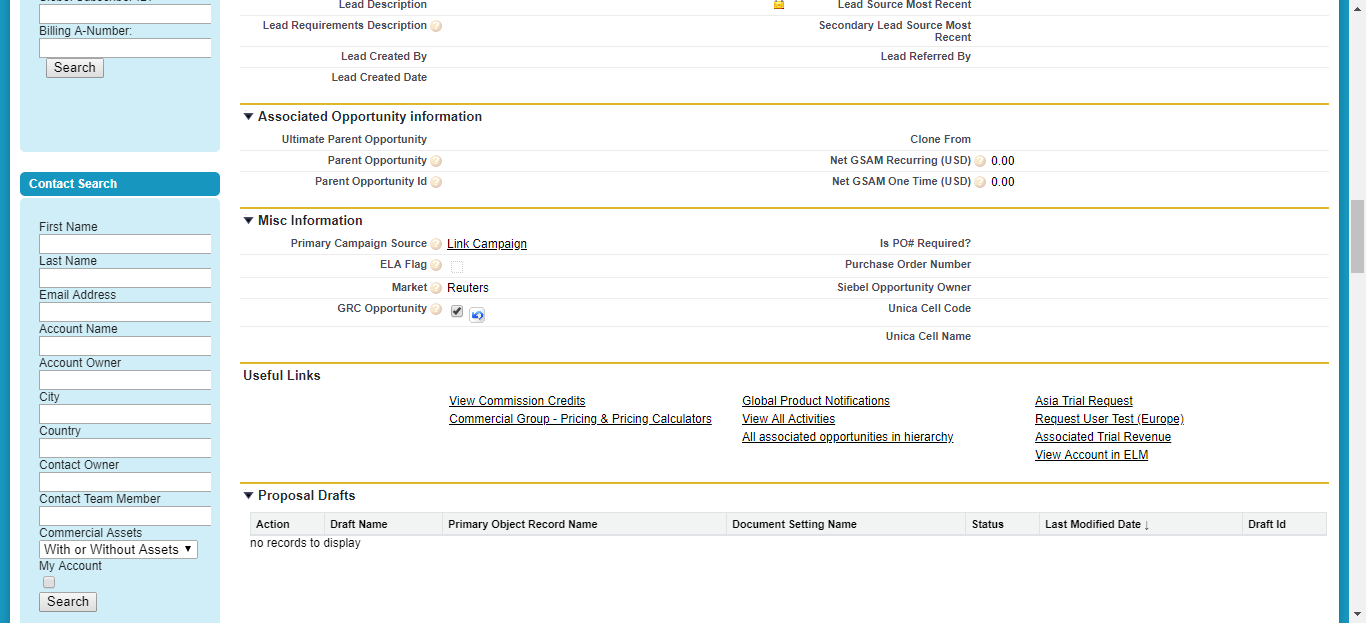 Billing A-Number:
Search
Contact Search
First Name
Last Name
Email Address
Account Name
Account Owner
City
Country
Contact Owner
Contact Team Member
Commercial Assets
With or Without Assets
My Account
Search
Lead Description
Lead Source Most Recent
Lead Requirements Description ?
Secondary Lead Source Most
Recent
Lead Created By
Lead Referred By
Lead Created Date
Associated Opportunity information
Ultimate Parent Opportunity
Clone From
Parent Opportunity ?
Net GSAM Recurring (USD) ? 0.00
Parent Opportunity Id ?
Net GSAM One Time (USD) ? 0.00
Misc Information
Primary Campaign Source ? Link Campaign
Is PO# Required?
ELA Flag ?
Purchase Order Number
Market ? Reuters
Siebel Opportunity Owner
GRC Opportunity ?
Unica Cell Code
Unica Cell Name
Useful Links
View Commission Credits
Global Product Notifications
Asia Trial Request
Commercial Group - Pricing & Pricing Calculators
View All Activities
Request User Test (Europe)
All associated opportunities in hierarchy
Associated Trial Revenue
View Account in ELM
Proposal Drafts
Action Draft Name Primary Object Record Name Document Setting Name Status Last Modified Date ↓ Draft Id
no records to display